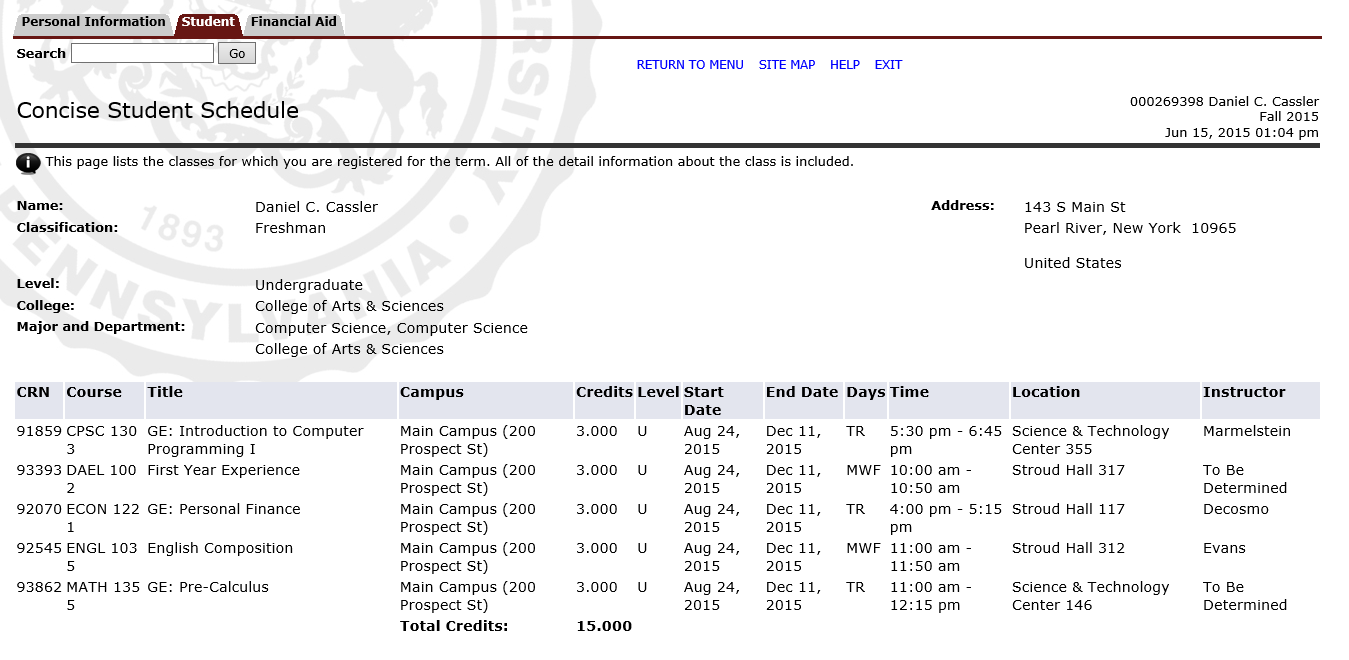 Personal Information Student Financial Aid
Search Go
RETURN TO MENU SITE MAP HELP EXIT
Concise Student Schedule
000269398 Daniel C. Cassler
Fall 2015
Jun 15, 2015 01:04 pm
This page lists the classes for which you are registered for the term. All of the detail information about the class is included.
Name: Daniel C. Cassler Address: 143 S Main St
Classification: Freshman Pearl River, New York 10965
United States
Level: Undergraduate
College: College of Arts & Sciences
Major and Department: Computer Science, Computer Science
College of Arts & Sciences
CRN Course Title Campus Credits Level Start End Date Days Time Location Instructor
Date
91859 CPSC 130 GE: Introduction to Computer Main Campus (200 3.000 U Aug 24, Dec 11, TR 5:30 pm - 6:45 Science & Technology Marmelstein
3 Programming I Prospect St) 2015 2015 pm Center 355
93393 DAEL 100 First Year Experience Main Campus (200 3.000 U Aug 24, Dec 11, MWF 10:00 am - Stroud Hall 317 To Be
2 Prospect St) 2015 2015 10:50 am Determined
92070 ECON 122 GE: Personal Finance Main Campus (200 3.000 U Aug 24, Dec 11, TR 4:00 pm - 5:15 Stroud Hall 117 Decosmo
1 Prospect St) 2015 2015 pm
92545 ENGL 103 English Composition Main Campus (200 3.000 U Aug 24, Dec 11, MWF 11:00 am - Stroud Hall 312 Evans
5 Prospect St) 2015 2015 11:50 am
93862 MATH 135 GE: Pre-Calculus Main Campus (200 3.000 U Aug 24, Dec 11, TR 11:00 am - Science & Technology To Be
5 Prospect St) 2015 2015 12:15 pm Center 146 Determined
Total Credits: 15.000
1893
PENNSYLVANIA